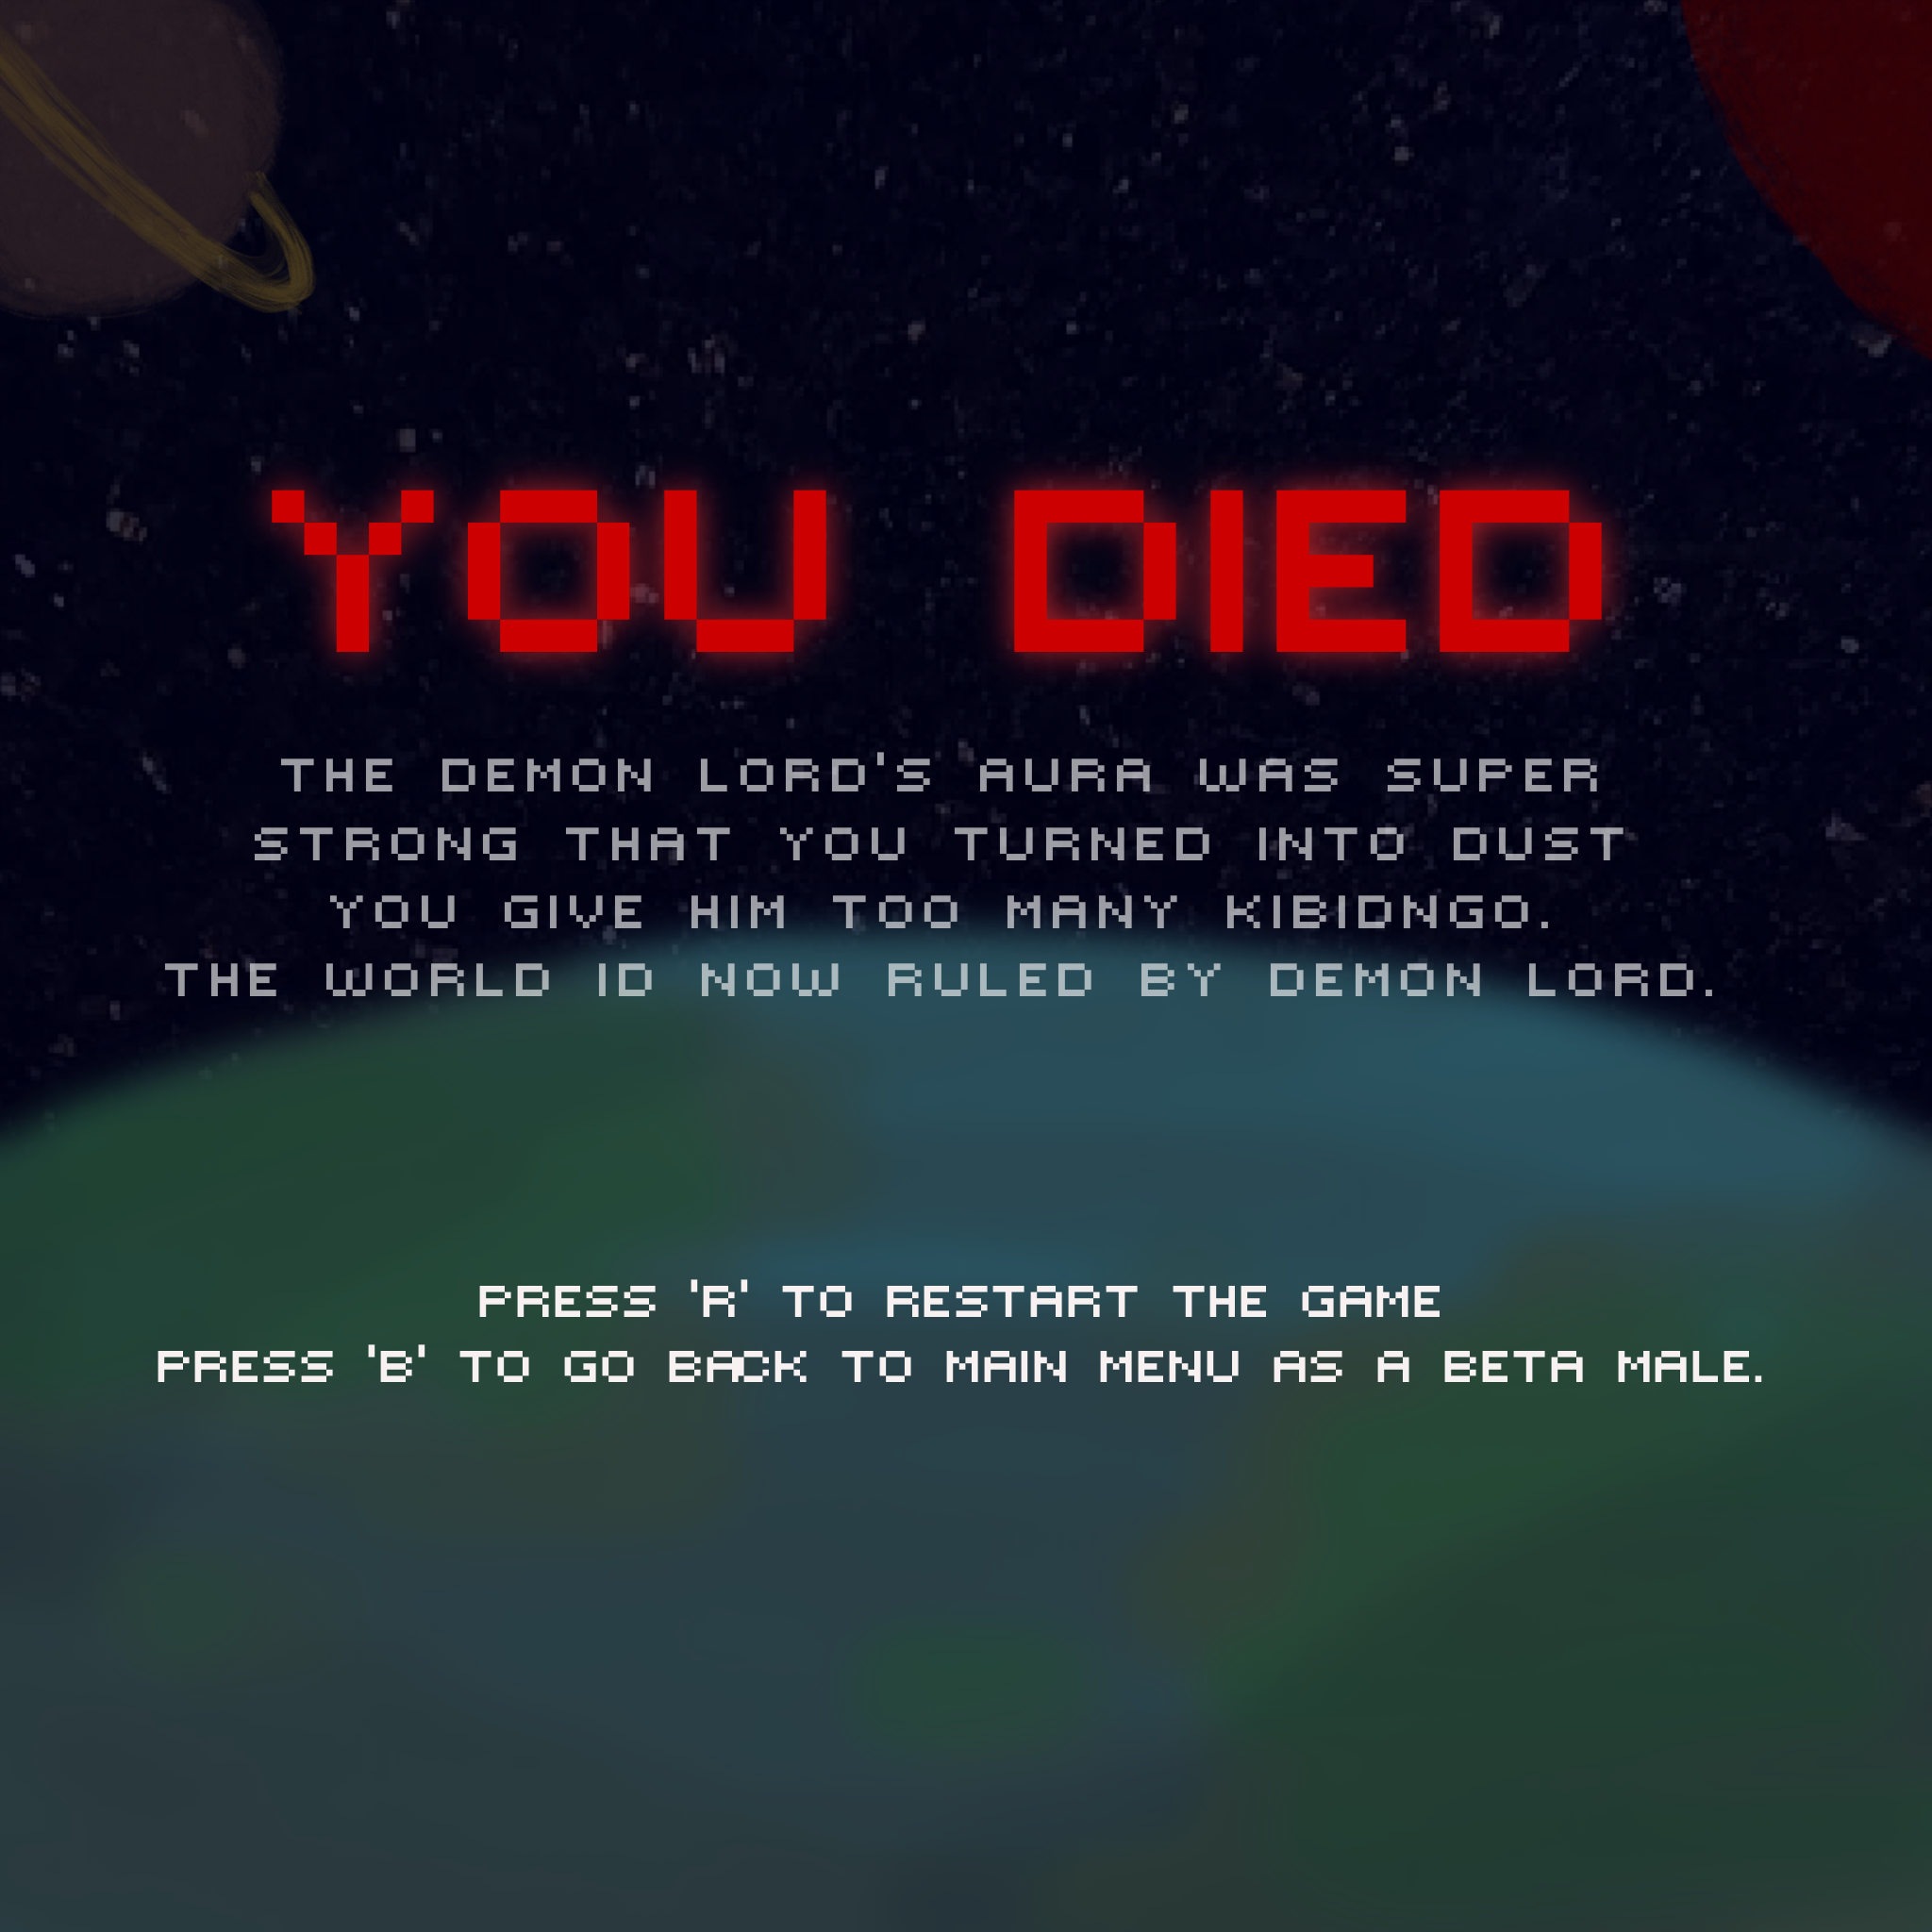 YOU DIED
THE DEMON LORD'S AURA WAS SUPER
STRONG THAT YOU TURNED INTO DUST
YOU GIVE HIM TOO MANY KIBIDNGO.
THE WORLD ID NOW RULED BY DEMON LORD.
PRESS 'R' TO RESTART THE GAME
PRESS 'B' TO GO BACK TO MAIN MENU AS A BETA MALE.